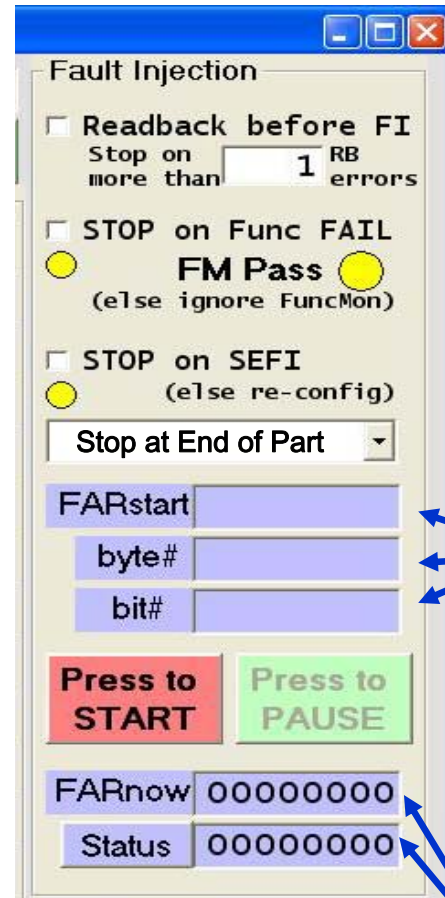 Fault Injection
Readback before FI
Stop on more than 1 RB errors
STOP on Func FAIL
FM Pass
(else ignore FuncMon)
STOP on SEFI
(else re-config)
Stop at End of Part
FARstart
byte#
bit#
Press to START
Press to PAUSE
FARnow 00000000
Status 00000000